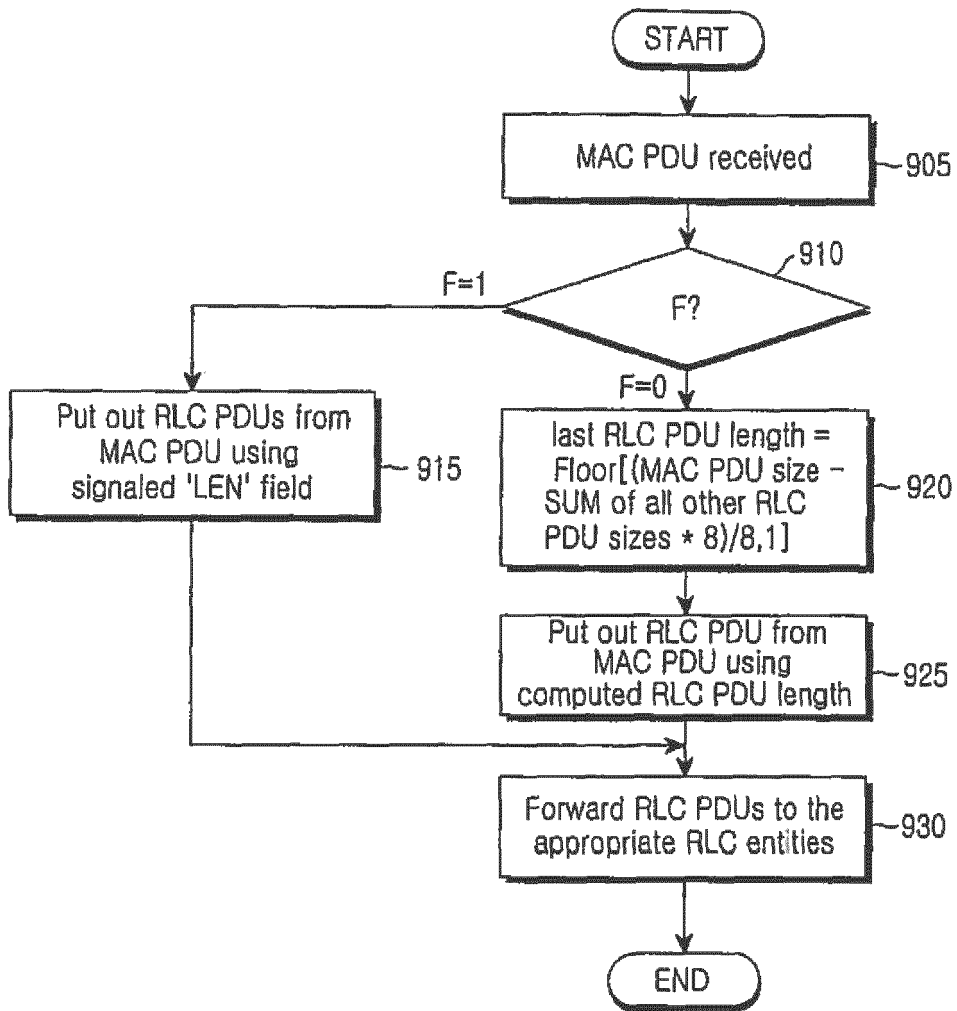 START
MAC PDU received
905
910
F=1
F?
F=0
Put out RLC PDUs from
MAC PDU using
signaled 'LEN' field
915
last RLC PDU length =
Floor[(MAC PDU size –
SUM of all other RLC
PDU sizes * 8)/8,1]
920
Put out RLC PDU from
MAC PDU using
computed RLC PDU length
925
Forward RLC PDUs to the
appropriate RLC entities
930
END